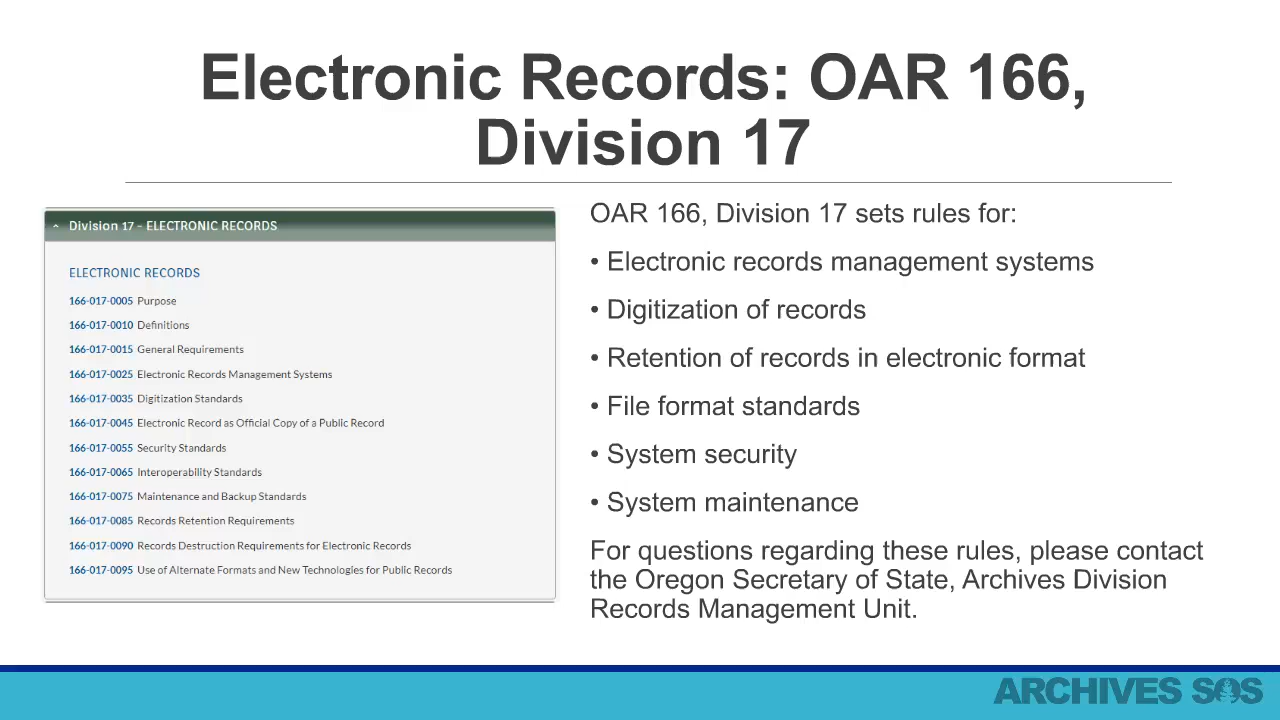 Electronic Records: OAR 166,
Division 17
Division 17 - ELECTRONIC RECORDS
ELECTRONIC RECORDS
166-017-0005 Purpose
166-017-0010 Definitions
166-017-0015 General Requirements
166-017-0025 Electronic Records Management Systems
166-017-0035 Digitization Standards
166-017-0045 Electronic Record as Official Copy of a Public Record
166-017-0055 Security Standards
166-017-0065 Interoperability Standards
166-017-0075 Maintenance and Backup Standards
166-017-0085 Records Retention Requirements
166-017-0090 Records Destruction Requirements for Electronic Records
166-017-0095 Use of Alternate Formats and New Technologies for Public Records
OAR 166, Division 17 sets rules for:
• Electronic records management systems
• Digitization of records
• Retention of records in electronic format
• File format standards
• System security
• System maintenance
For questions regarding these rules, please contact
the Oregon Secretary of State, Archives Division
Records Management Unit.
ARCHIVES SOS